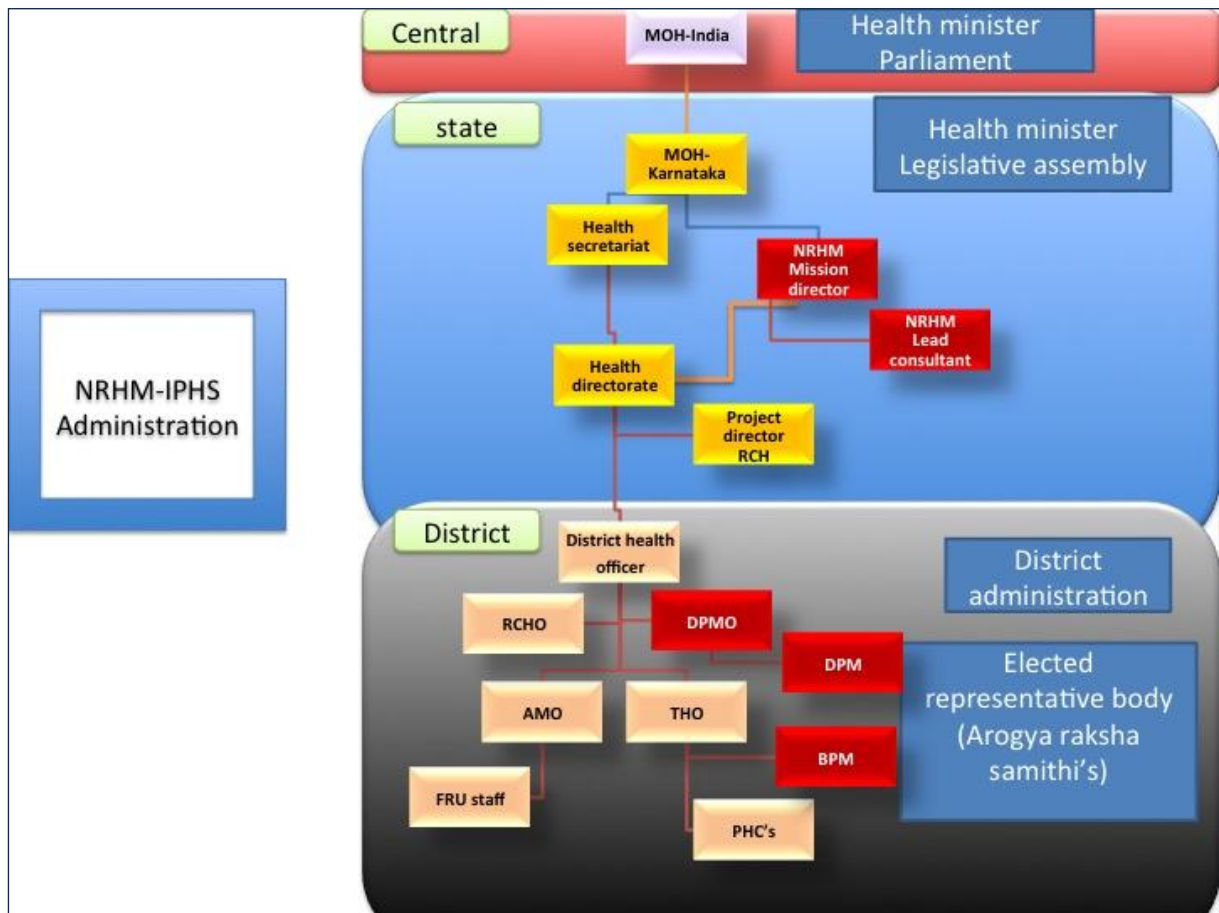 Central
MOH-India
Health minister
Parliament
state
Health minister
Legislative assembly
MOH-
Karnataka
Health
secretariat
NRHM
Mission
director
NRHM
Lead
consultant
Health
directorate
Project
director
RCH
NRHM-IPHS
Administration
District
District health
officer
District
administration
RCHO
DPMO
DPM
Elected
representative body
(Arogya raksha
samithi's)
AMO
THO
BPM
FRU staff
PHC's